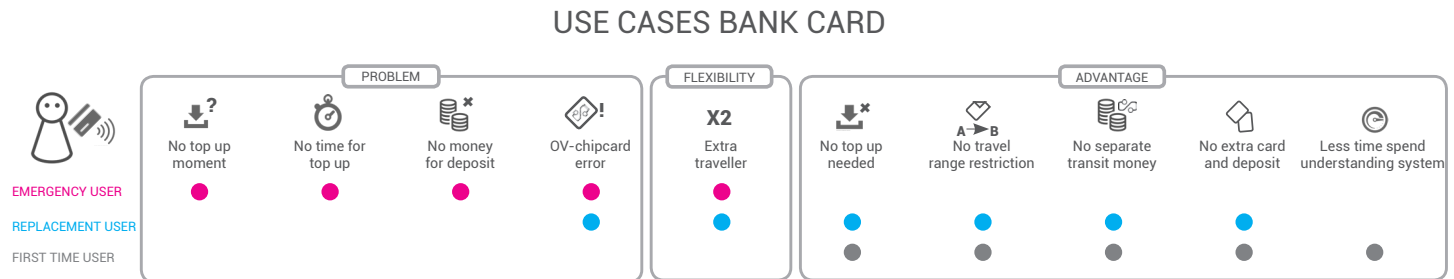 USE CASES BANK CARD
PROBLEM
FLEXIBILITY
ADVANTAGE
?
!
X2
A B
No top up
moment
No time for
top up
No money
for deposit
OV-chipcard
error
Extra
traveller
No top up
needed
No travel
range restriction
No separate
transit money
No extra card
and deposit
Less time spend
understanding system
EMERGENCY USER
REPLACEMENT USER
FIRST TIME USER